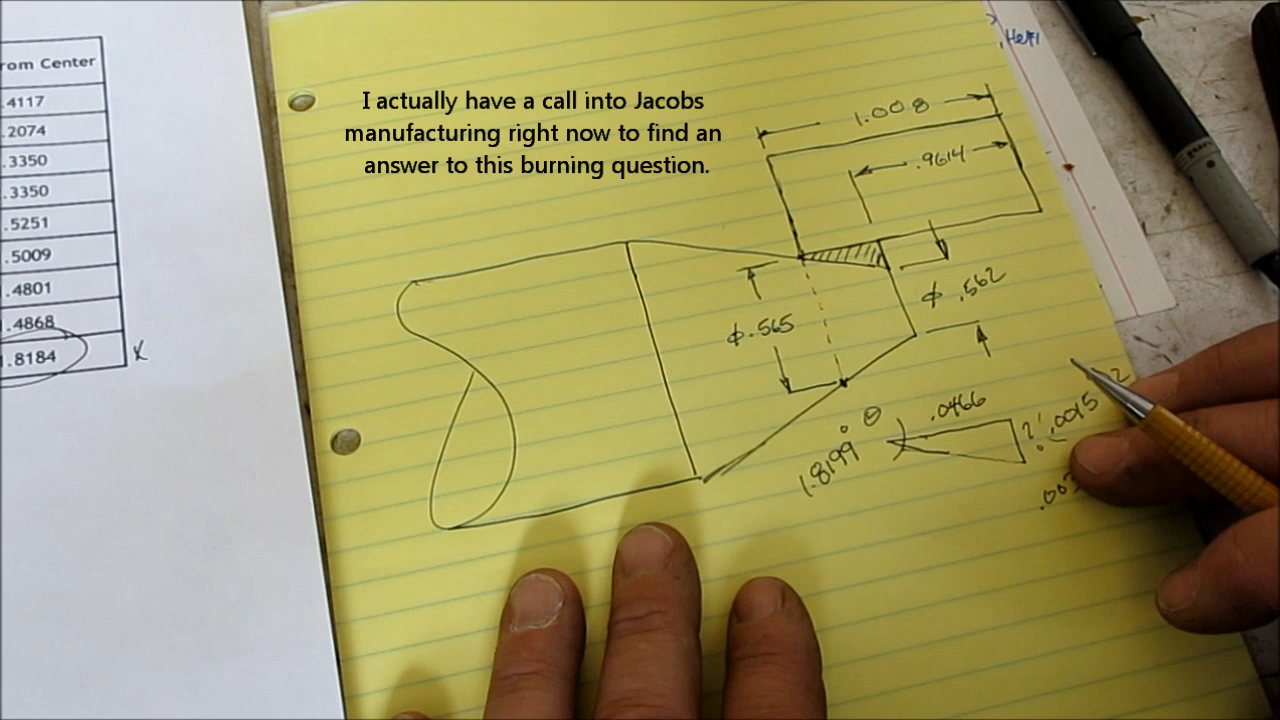 rom Center
.4117
.2074
.3350
.3350
.5251
.5009
.4801
.4868
1.8184
K
I actually have a call into Jacobs
manufacturing right now to find an
answer to this burning question.
1.008
.9614
φ .562
φ.565
.0466
1.8199°
.0015